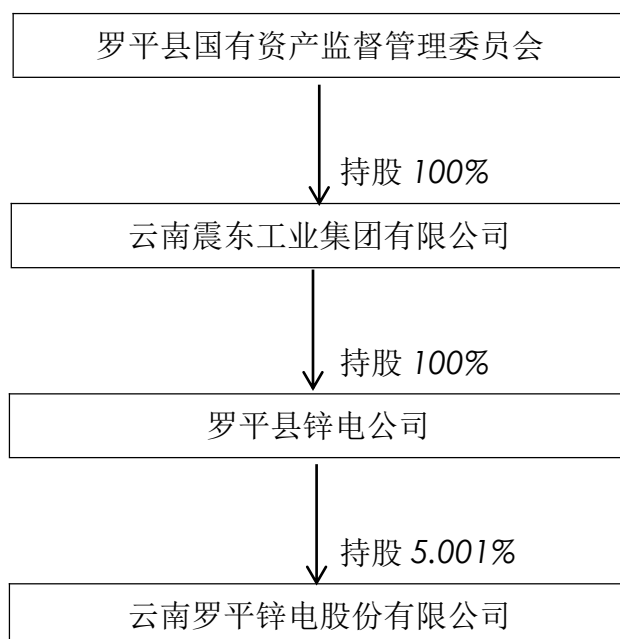 罗平县国有资产监督管理委员会
持股 100%
云南震东工业集团有限公司
持股 100%
罗平县锌电公司
持股 5.001%
云南罗平锌电股份有限公司